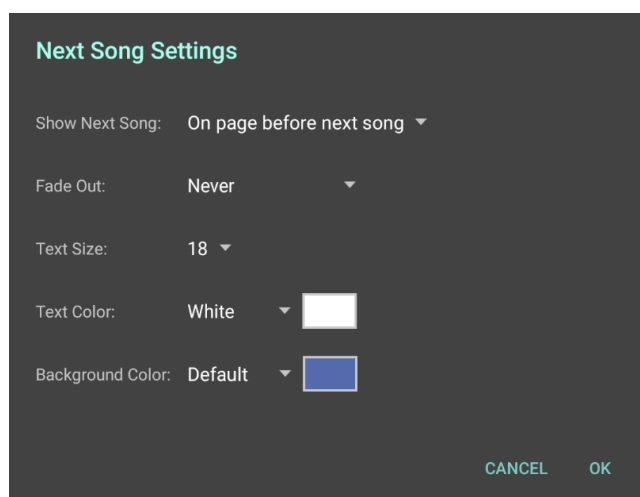 Next Song Settings
Show Next Song: On page before next song
Fade Out: Never
Text Size: 18
Text Color: White
Background Color: Default
CANCEL OK